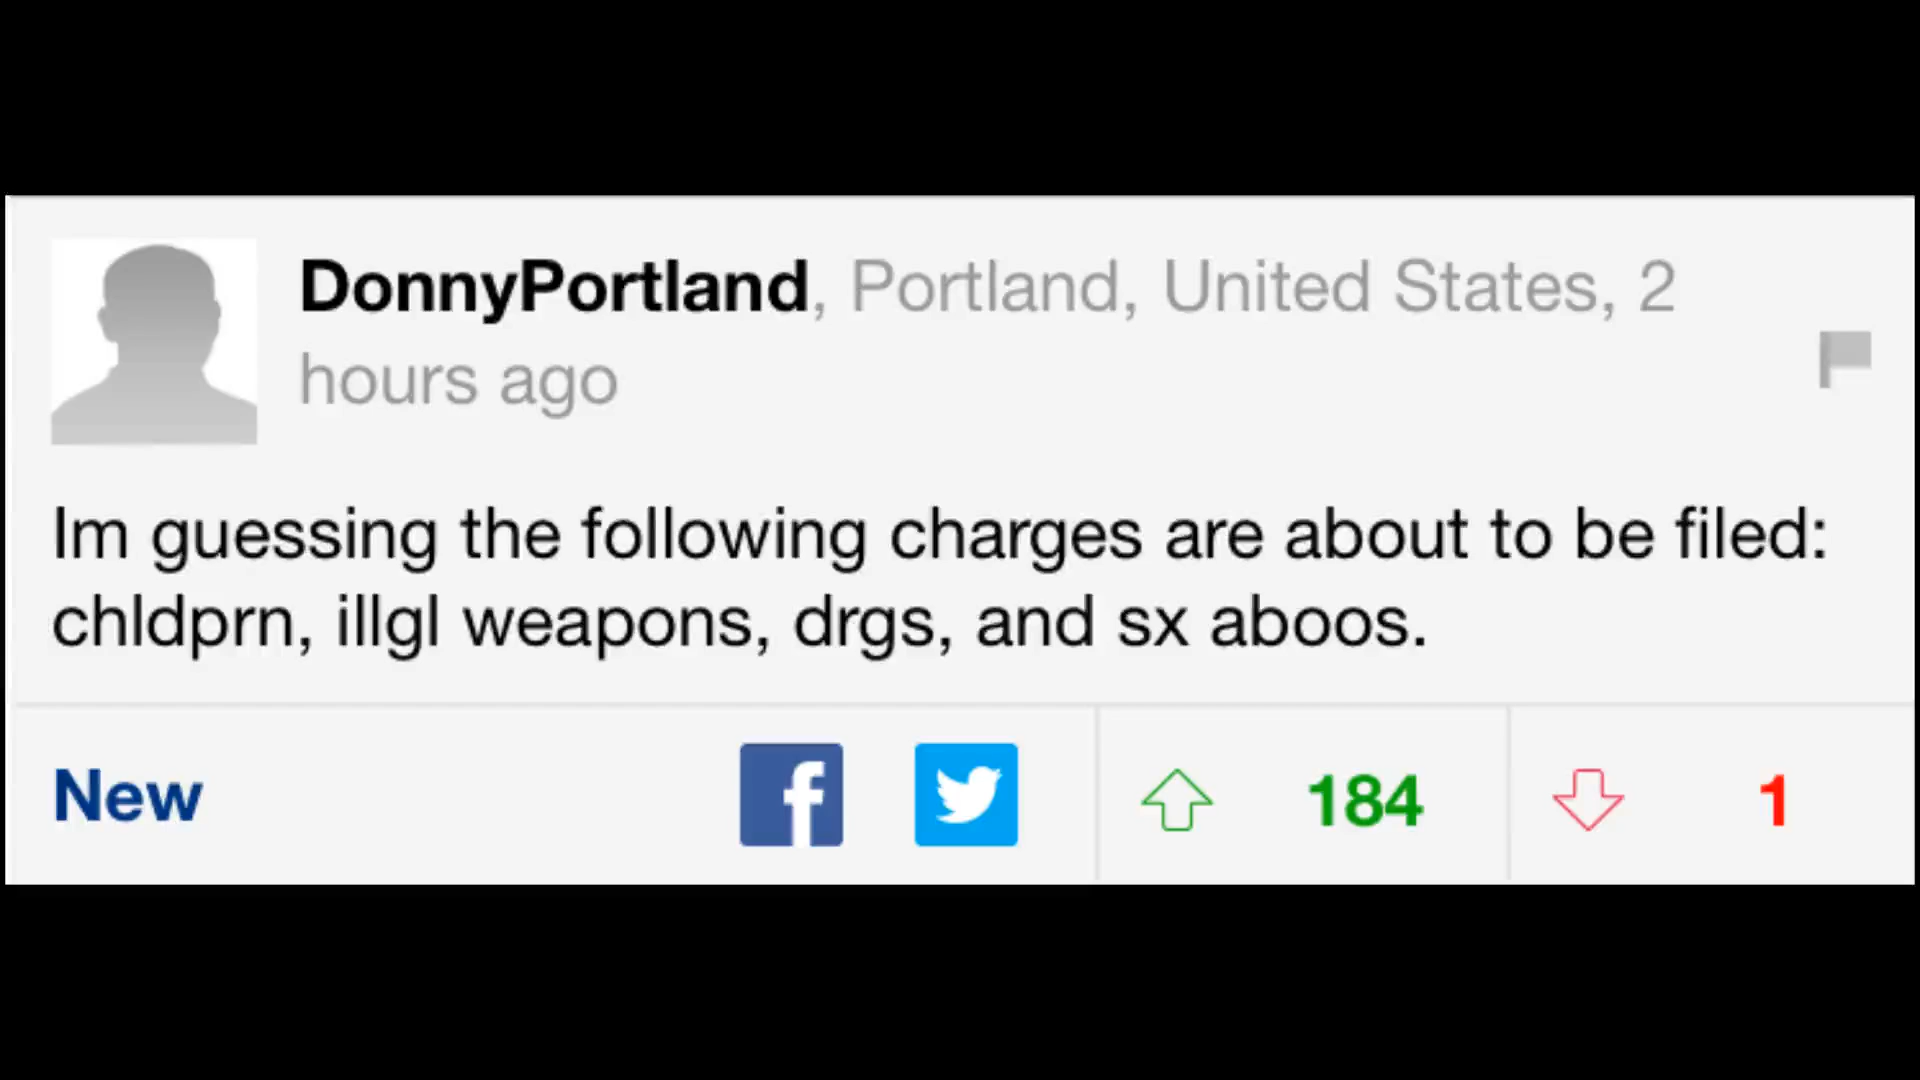 DonnyPortland, Portland, United States, 2
hours ago
Im guessing the following charges are about to be filed:
chldprn, illgl weapons, drgs, and sx aboos.
New
184
1